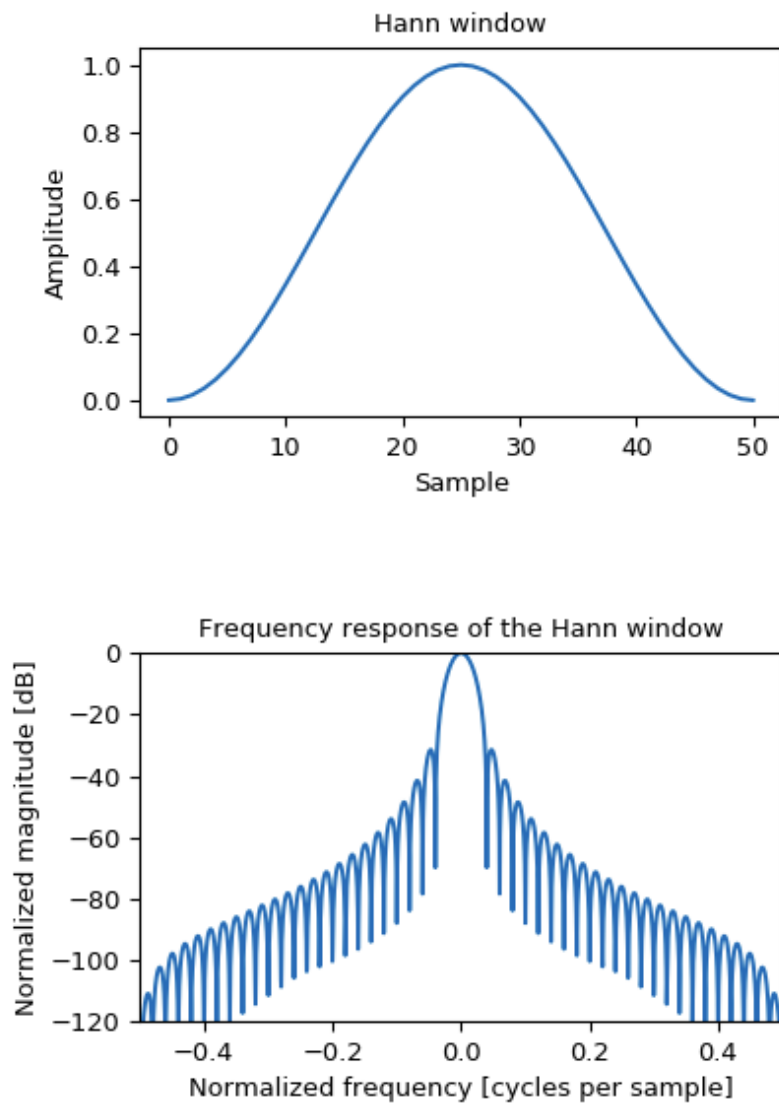 Hann window
1.0
0.8
0.6
0.4
0.2
0.0
Amplitude
0 10 20 30 40 50
Sample
Frequency response of the Hann window
0
−20
−40
−60
−80
−100
−120
Normalized magnitude [dB]
−0.4 −0.2 0.0 0.2 0.4
Normalized frequency [cycles per sample]